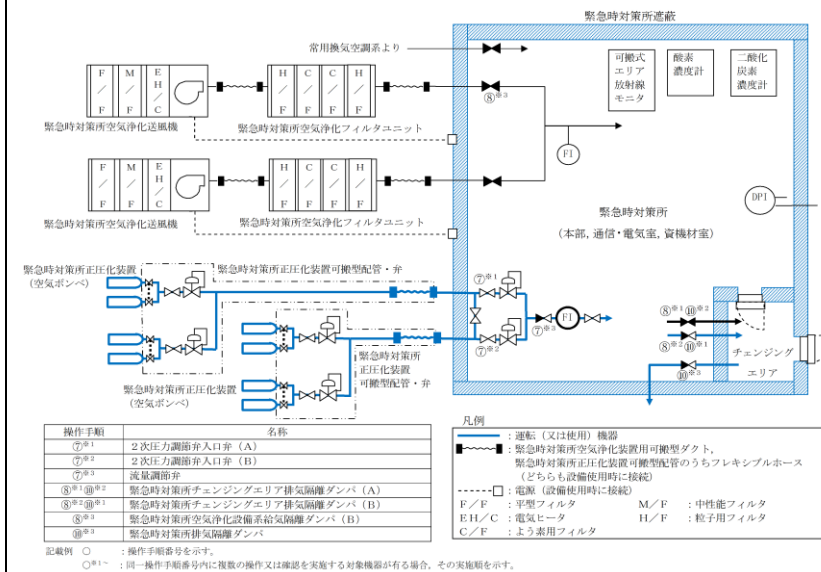 緊急時対策所遮蔽
常用換気空調系より
可搬式
エリア
放射線
モニタ
酸素
濃度計
二酸化
炭素
濃度計
F/F
M/F
EH/C
H/F
C/F
C/F
H/F
⑧※3
緊急時対策所空気浄化送風機
緊急時対策所空気浄化フィルタユニット
FI
F/F
M/F
EH/C
H/F
C/F
C/F
H/F
緊急時対策所空気浄化送風機
緊急時対策所空気浄化フィルタユニット
DPI
緊急時対策所
(本部, 通信・電気室, 資機材室)
緊急時対策所正圧化装置
(空気ボンベ)
緊急時対策所正圧化装置可搬型配管・弁
⑦※1
FI
⑦※3
⑦※2
⑧※1⑩※2
⑧※2⑩※1
⑩※3
チェンジング
エリア
緊急時対策所
正圧化装置
可搬型配管・弁
緊急時対策所正圧化装置
(空気ボンベ)
操作手順 名称
⑦※1 2次圧力調節弁入口弁(A)
⑦※2 2次圧力調節弁入口弁(B)
⑦※3 流量調節弁
⑧※1⑩※2 緊急時対策所チェンジングエリア排気隔離ダンパ(A)
⑧※2⑩※1 緊急時対策所チェンジングエリア排気隔離ダンパ(B)
⑧※3 緊急時対策所空気浄化設備系給気隔離ダンパ(B)
⑩※3 緊急時対策所排気隔離ダンパ
凡例
:運転(又は使用)機器
:緊急時対策所空気浄化装置用可搬型ダクト,
緊急時対策所正圧化装置可搬型配管のうちフレキシブルホース
(どちらも設備使用時に接続)
:電源(設備使用時に接続)
F/F :平型フィルタ M/F :中性能フィルタ
EH/C :電気ヒータ H/F :粒子用フィルタ
C/F :よう素用フィルタ
記載例 ○ :操作手順番号を示す。
○※1~ :同一操作手順番号内に複数の操作又は確認を実施する対象機器が有る場合, その実施順を示す。